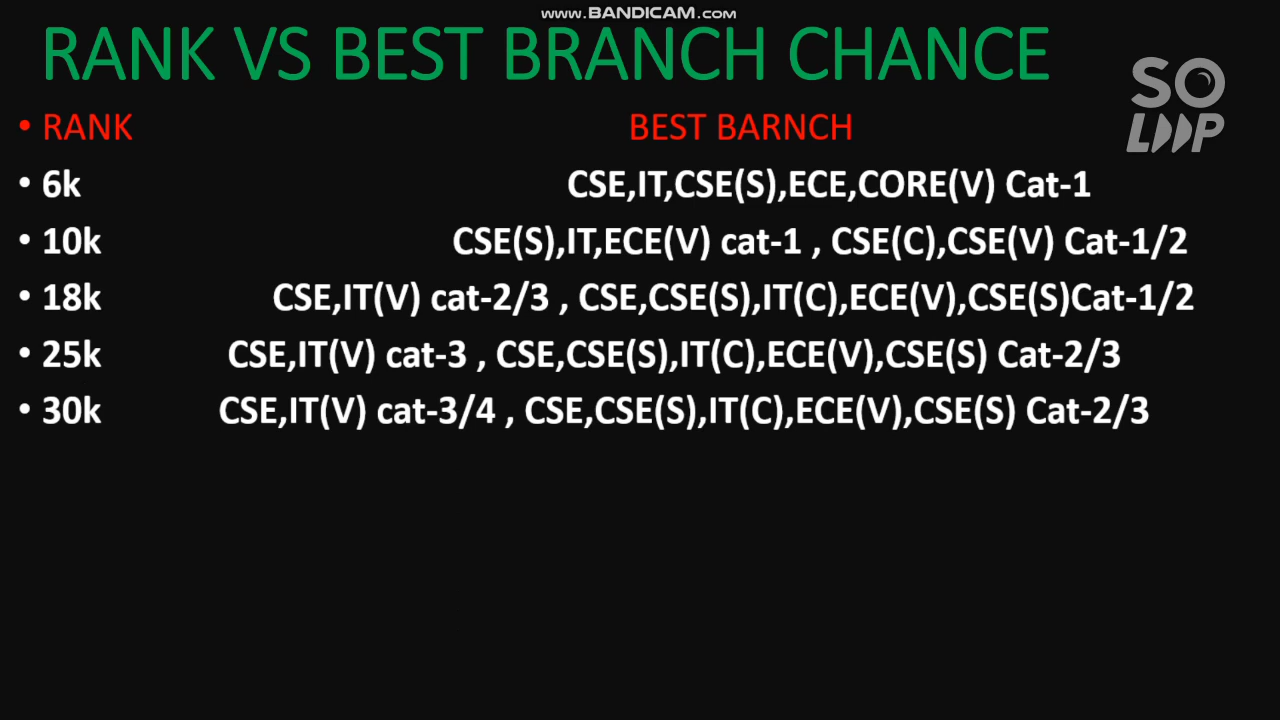 www.BANDICAM.com
RANK VS BEST BRANCH CHANCE
SO
LOOP
• RANK BEST BARNCH
• 6k CSE,IT,CSE(S),ECE,CORE(V) Cat-1
• 10k CSE(S),IT,ECE(V) cat-1 , CSE(C),CSE(V) Cat-1/2
• 18k CSE,IT(V) cat-2/3 , CSE,CSE(S),IT(C),ECE(V),CSE(S)Cat-1/2
• 25k CSE,IT(V) cat-3 , CSE,CSE(S),IT(C),ECE(V),CSE(S) Cat-2/3
• 30k CSE,IT(V) cat-3/4 , CSE,CSE(S),IT(C),ECE(V),CSE(S) Cat-2/3